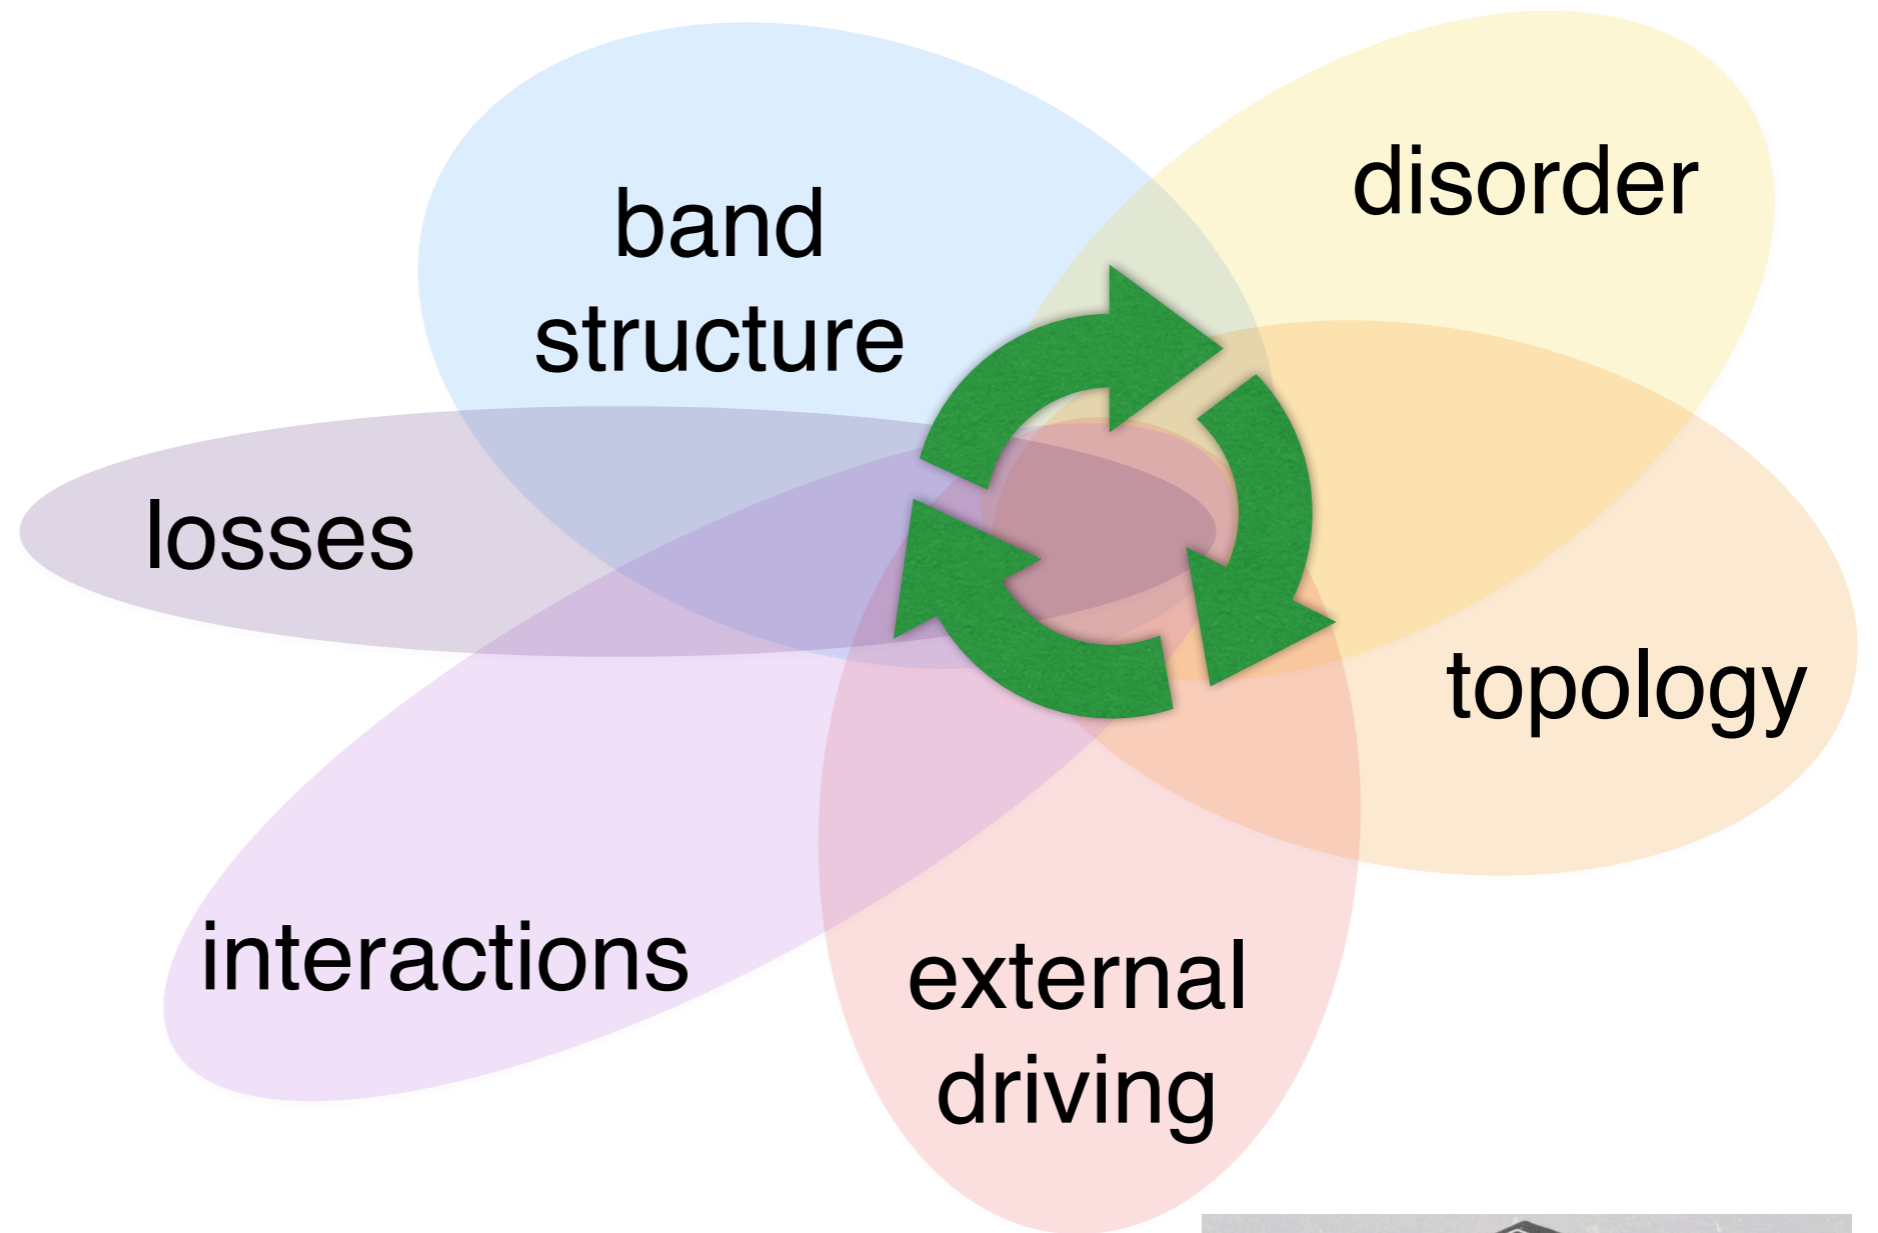 band
structure
disorder
losses
topology
interactions
external
driving